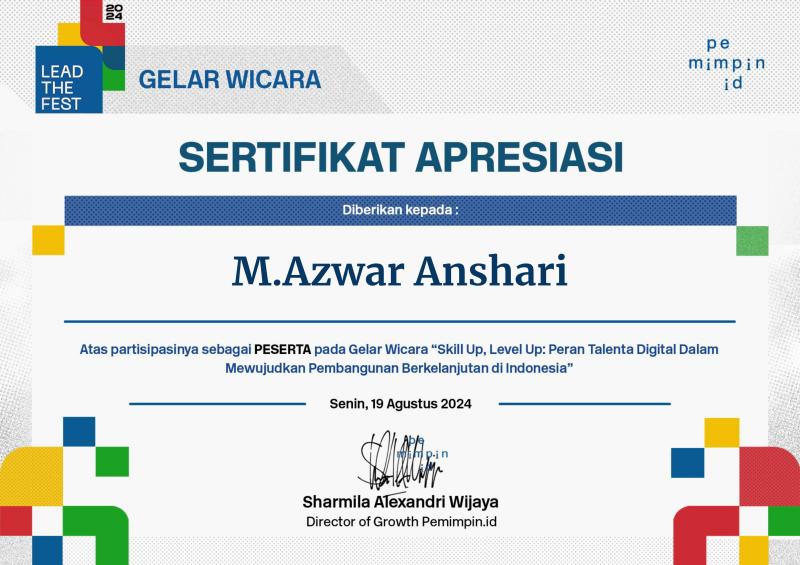 20
24
LEAD
THE
FEST
GELAR WICARA
pe
mimpin
id
SERTIFIKAT APRESIASI
Diberikan kepada :
M.Azwar Anshari
Atas partisipasinya sebagai PESERTA pada Gelar Wicara “Skill Up, Level Up: Peran Talenta Digital Dalam
Mewujudkan Pembangunan Berkelanjutan di Indonesia”
Senin, 19 Agustus 2024
pe
mimpin
Sharmila Alexandri Wijaya
Director of Growth Pemimpin.id